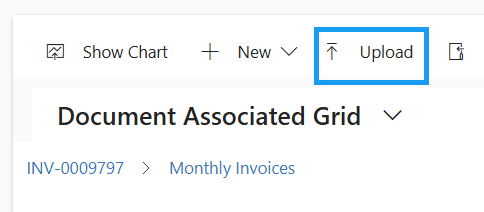 Show Chart New Upload
Document Associated Grid
INV-0009797 > Monthly Invoices